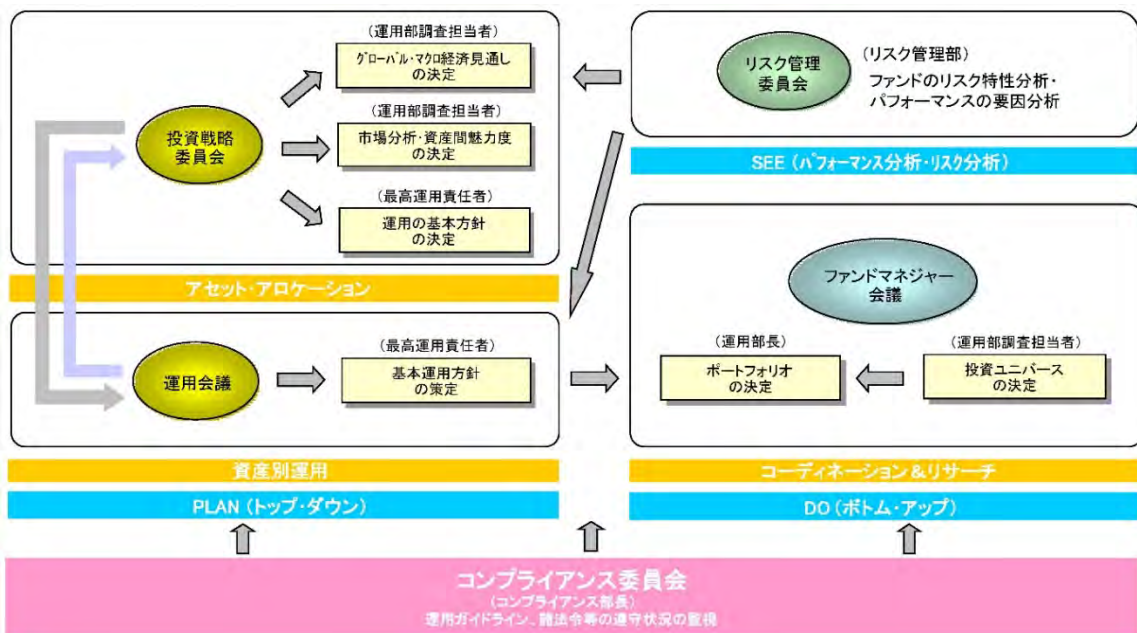 (運用部調査担当者)
グローバル・マクロ経済見通し
の決定
(運用部調査担当者)
市場分析・資産間魅力度
の決定
投資戦略
委員会
(最高運用責任者)
運用の基本方針
の決定
アセット・アロケーション
リスク管理
委員会
(リスク管理部)
ファンドのリスク特性分析・
パフォーマンスの要因分析
SEE (パフォーマンス分析・リスク分析)
運用会議
(最高運用責任者)
基本運用方針
の策定
資産別運用
PLAN (トップ・ダウン)
ファンドマネジャー
会議
(運用部長)
ポートフォリオ
の決定
(運用部調査担当者)
投資ユニバース
の決定
コーディネーション&リサーチ
DO (ボトム・アップ)
コンプライアンス委員会
(コンプライアンス部長)
運用ガイドライン、諸法令等の遵守状況の監視